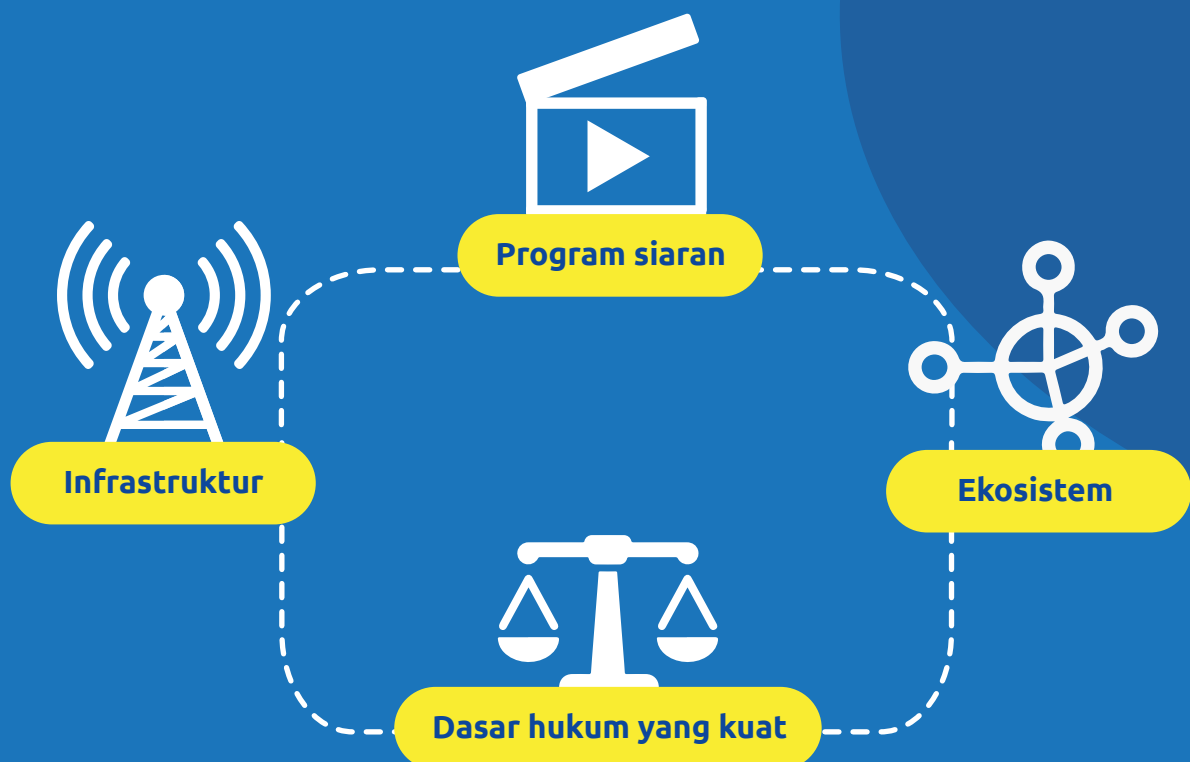 Program siaran
Infrastruktur
Ekosistem
Dasar hukum yang kuat